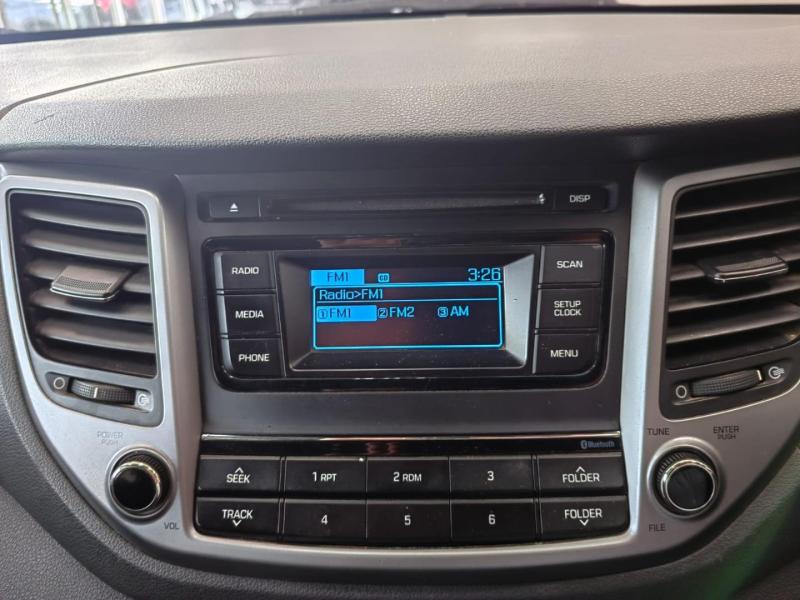 DISP
RADIO
MEDIA
PHONE
FM1 CD 3:26
Radio>FM1
①FM1 ②FM2 ③AM
SCAN
SETUP
CLOCK
MENU
POWER
PUSH
VOL
Bluetooth
SEEK 1 RPT 2 RDM 3 FOLDER
TRACK 4 5 6 FOLDER
TUNE
ENTER
PUSH
FILE